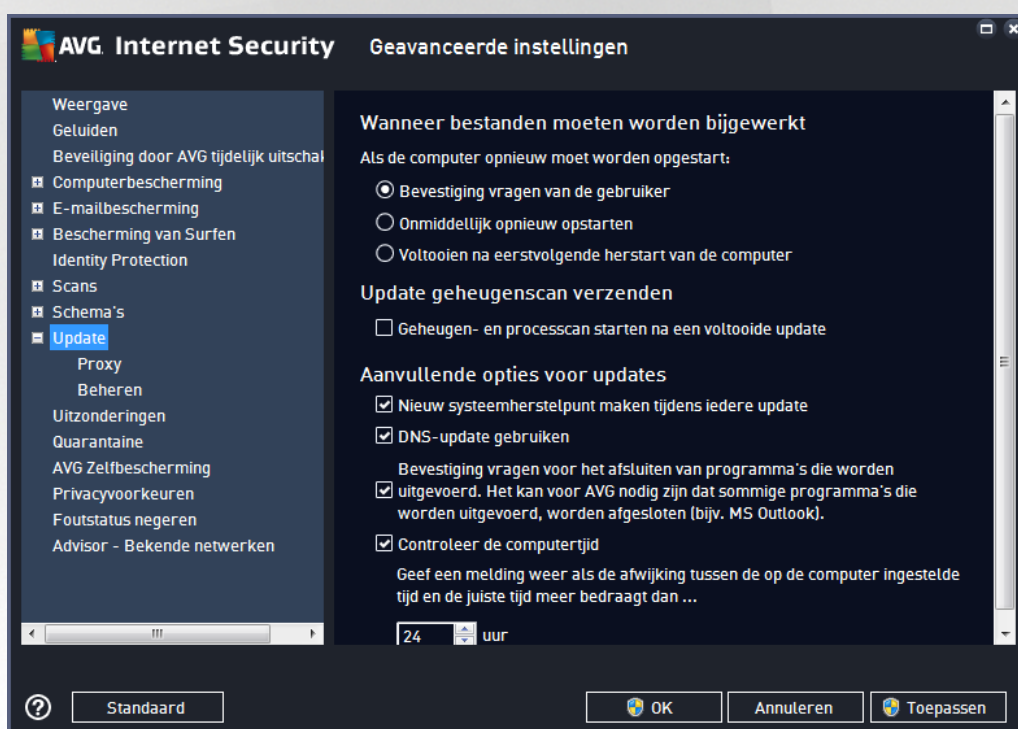 AVG. Internet Security
Geavanceerde instellingen
Weergave
Geluiden
Beveiliging door AVG tijdelijk uitschal
Computerbescherming
E-mailbescherming
Bescherming van Surfen
Identity Protection
Scans
Schema's
Update
Proxy
Beheren
Uitzonderingen
Quarantaine
AVG Zelfbescherming
Privacyvoorkeuren
Foutstatus negeren
Advisor - Bekende netwerken
Wanneer bestanden moeten worden bijgewerkt
Als de computer opnieuw moet worden opgestart:
Bevestiging vragen van de gebruiker
Onmiddellijk opnieuw opstarten
Voltooien na eerstvolgende herstart van de computer
Update geheugenscan verzenden
Geheugen- en processcan starten na een voltooide update
Aanvullende opties voor updates
Nieuw systeemherstelpunt maken tijdens iedere update
DNS-update gebruiken
Bevestiging vragen voor het afsluiten van programma's die worden
uitgevoerd. Het kan voor AVG nodig zijn dat sommige programma's die
worden uitgevoerd, worden afgesloten (bijv. MS Outlook).
Controleer de computertjid
Geef een melding weer als de afwijking tussen de op de computer ingestelde
tijd en de juiste tijd meer bedraagt dan ...
24 uur
Standaard
OK
Annuleren
Toepassen